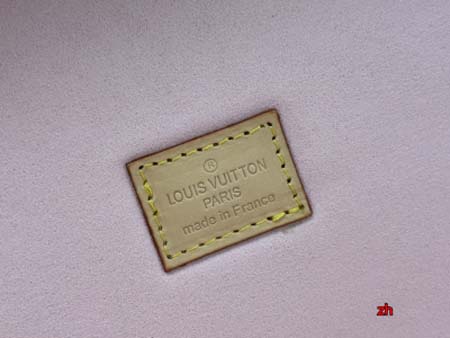 ®
LOUIS VUITTON
PARIS
made in France
zh